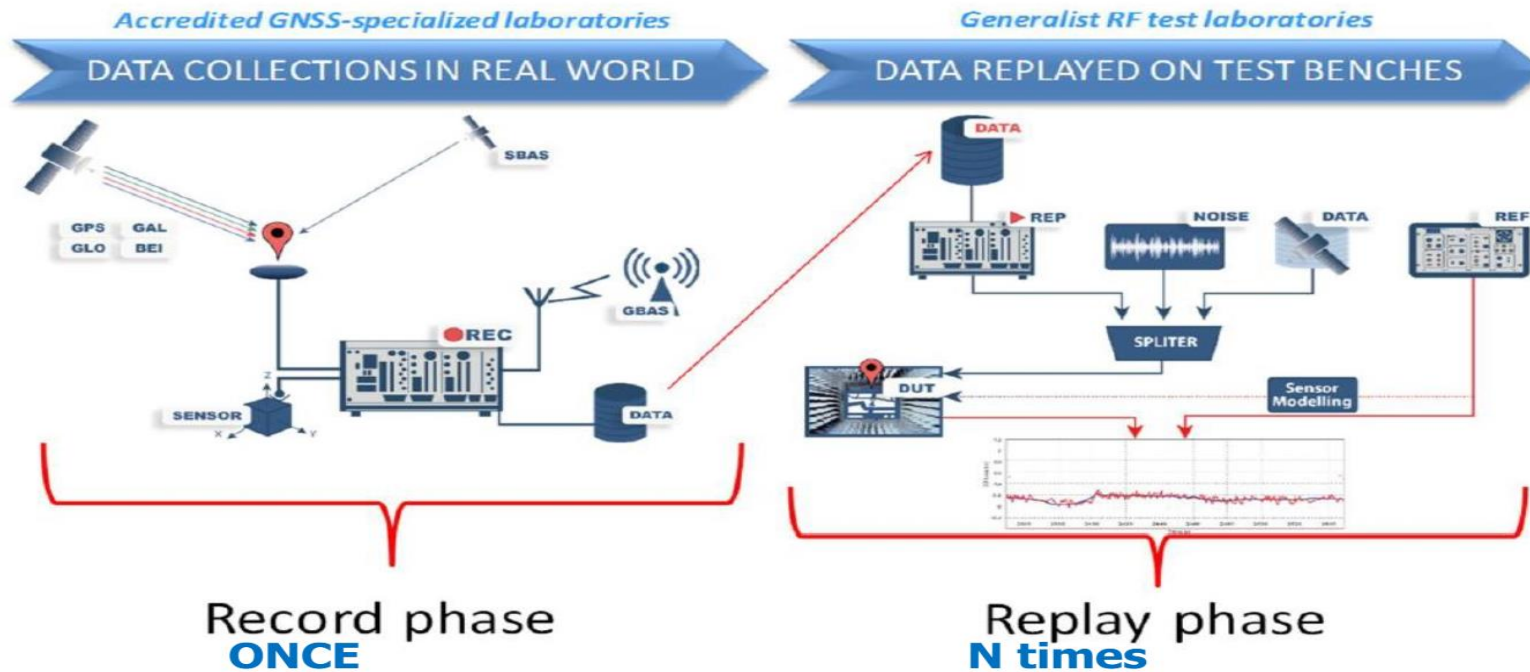 Accredited GNSS-specialized laboratories
DATA COLLECTIONS IN REAL WORLD
SBAS
GPS GAL
GLO BEI
GBAS
REC
SENSOR
Z
X
Y
DATA
Record phase
ONCE
Generalist RF test laboratories
DATA REPLAYED ON TEST BENCHES
DATA
REP
NOISE
DATA
REF
SPLITER
DUT
Sensor
Modelling
Replay phase
N times